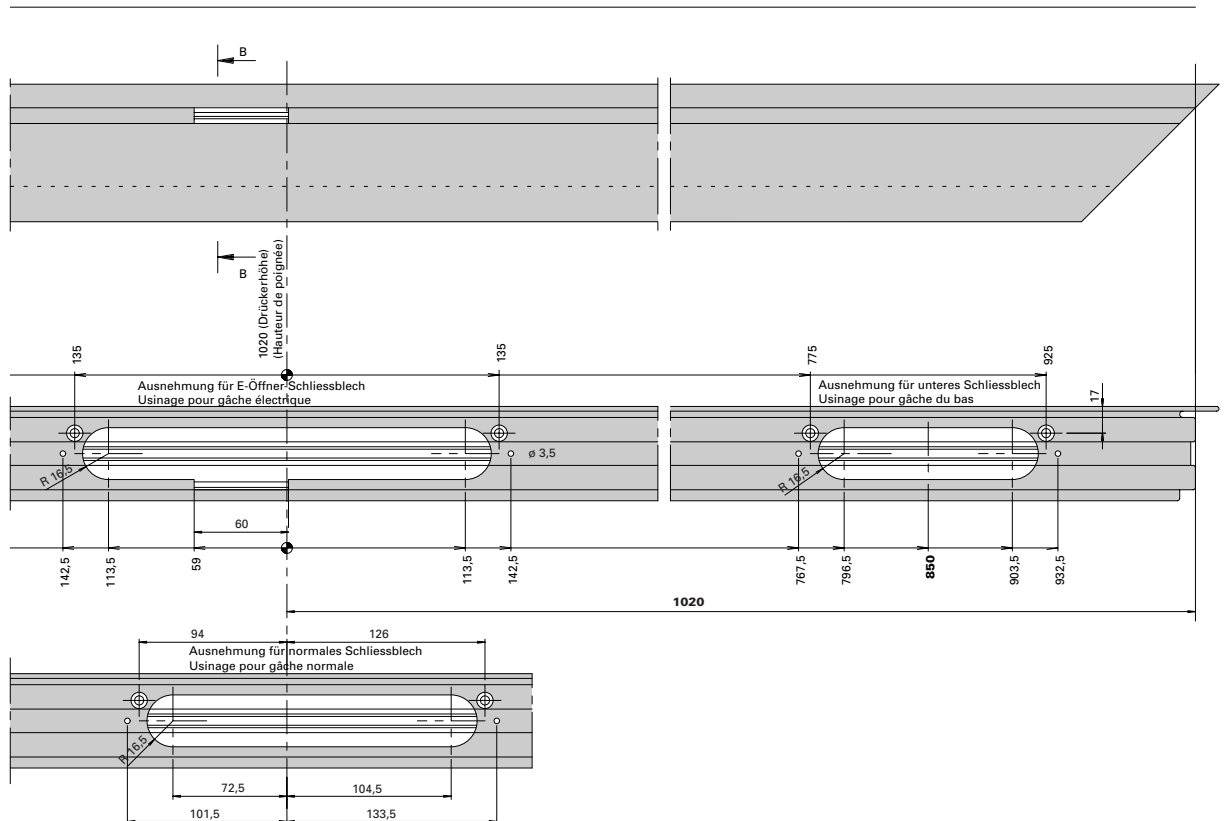 B
B
1020 (Drückerhöhe)
(Hauteur de poignée)
135
135
775
925
Ausnehmung für E-Öffner-Schliessblech
Usinage pour gâche électrique
Ausnehmung für unteres Schliessblech
Usinage pour gâche du bas
17
R 16,5
ø 3,5
R 16,5
60
142,5
113,5
59
113,5
142,5
767,5
796,5
850
903,5
932,5
1020
94
126
Ausnehmung für normales Schliessblech
Usinage pour gâche normale
R 16,5
72,5
104,5
101,5
133,5